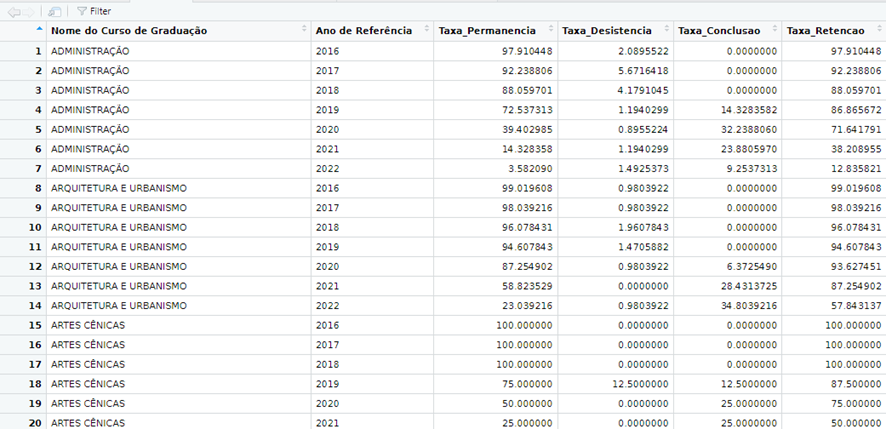 Filter
Nome do Curso de Graduação Ano de Referência Taxa_Permanencia Taxa_Desistencia Taxa_Conclusao Taxa_Retencao
1 ADMINISTRAÇÃO 2016 97.910448 2.0895522 0.0000000 97.910448
2 ADMINISTRAÇÃO 2017 92.238806 5.6716418 0.0000000 92.238806
3 ADMINISTRAÇÃO 2018 88.059701 4.1791045 0.0000000 88.059701
4 ADMINISTRAÇÃO 2019 72.537313 1.1940299 14.3283582 86.865672
5 ADMINISTRAÇÃO 2020 39.402985 0.8955224 32.2388060 71.641791
6 ADMINISTRAÇÃO 2021 14.328358 1.1940299 23.8805970 38.208955
7 ADMINISTRAÇÃO 2022 3.582090 1.4925373 9.2537313 12.835821
8 ARQUITETURA E URBANISMO 2016 99.019608 0.9803922 0.0000000 99.019608
9 ARQUITETURA E URBANISMO 2017 98.039216 0.9803922 0.0000000 98.039216
10 ARQUITETURA E URBANISMO 2018 96.078431 1.9607843 0.0000000 96.078431
11 ARQUITETURA E URBANISMO 2019 94.607843 1.4705882 0.0000000 94.607843
12 ARQUITETURA E URBANISMO 2020 87.254902 0.9803922 6.3725490 93.627451
13 ARQUITETURA E URBANISMO 2021 58.823529 0.0000000 28.4313725 87.254902
14 ARQUITETURA E URBANISMO 2022 23.039216 0.9803922 34.8039216 57.843137
15 ARTES CÊNICAS 2016 100.000000 0.0000000 0.0000000 100.000000
16 ARTES CÊNICAS 2017 100.000000 0.0000000 0.0000000 100.000000
17 ARTES CÊNICAS 2018 100.000000 0.0000000 0.0000000 100.000000
18 ARTES CÊNICAS 2019 75.000000 12.5000000 12.5000000 87.500000
19 ARTES CÊNICAS 2020 50.000000 0.0000000 25.0000000 75.000000
20 ARTES CÊNICAS 2021 25.000000 0.0000000 25.0000000 50.000000